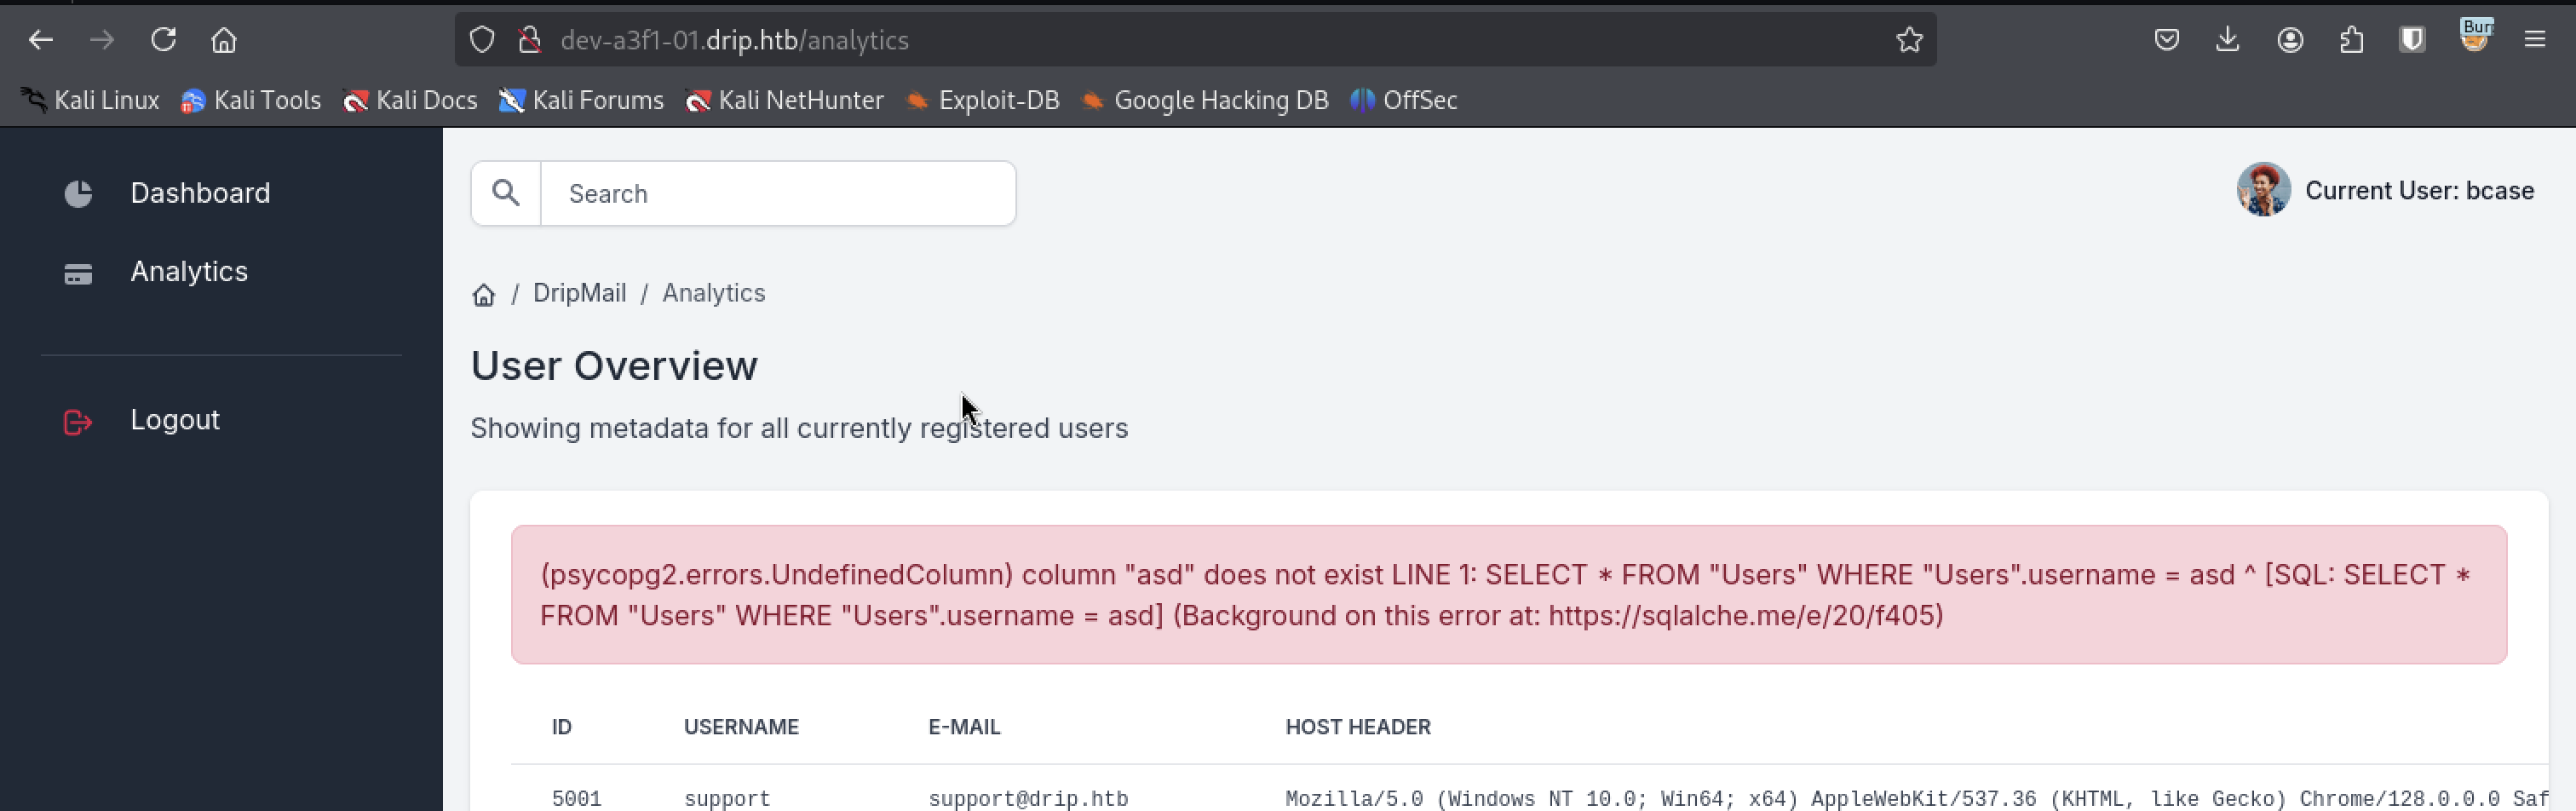 dev-a3f1-01.drip.htb/analytics
Bur
Kali Linux Kali Tools Kali Docs Kali Forums Kali NetHunter Exploit-DB Google Hacking DB OffSec
Dashboard
Analytics
Logout
Search
Current User: bcase
/ DripMail / Analytics
User Overview
Showing metadata for all currently registered users
(psycopg2.errors.UndefinedColumn) column "asd" does not exist LINE 1: SELECT * FROM "Users" WHERE "Users".username = asd ^ [SQL: SELECT *
FROM "Users" WHERE "Users".username = asd] (Background on this error at: https://sqlalche.me/e/20/f405)
ID USERNAME E-MAIL HOST HEADER
5001 support support@drip.htb Mozilla/5.0 (Windows NT 10.0; Win64; x64) AppleWebKit/537.36 (KHTML, like Gecko) Chrome/128.0.0.0 Saf